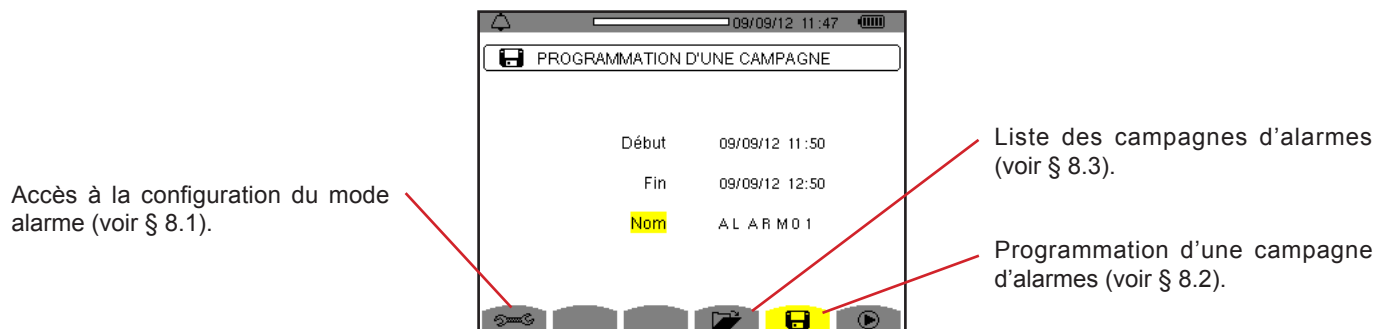 09/09/12 11:47
PROGRAMMATION D'UNE CAMPAGNE
Début 09/09/12 11:50
Fin 09/09/12 12:50
Nom ALARM01
Accès à la configuration du mode
alarme (voir § 8.1).
Liste des campagnes d’alarmes
(voir § 8.3).
Programmation d’une campagne
d’alarmes (voir § 8.2).